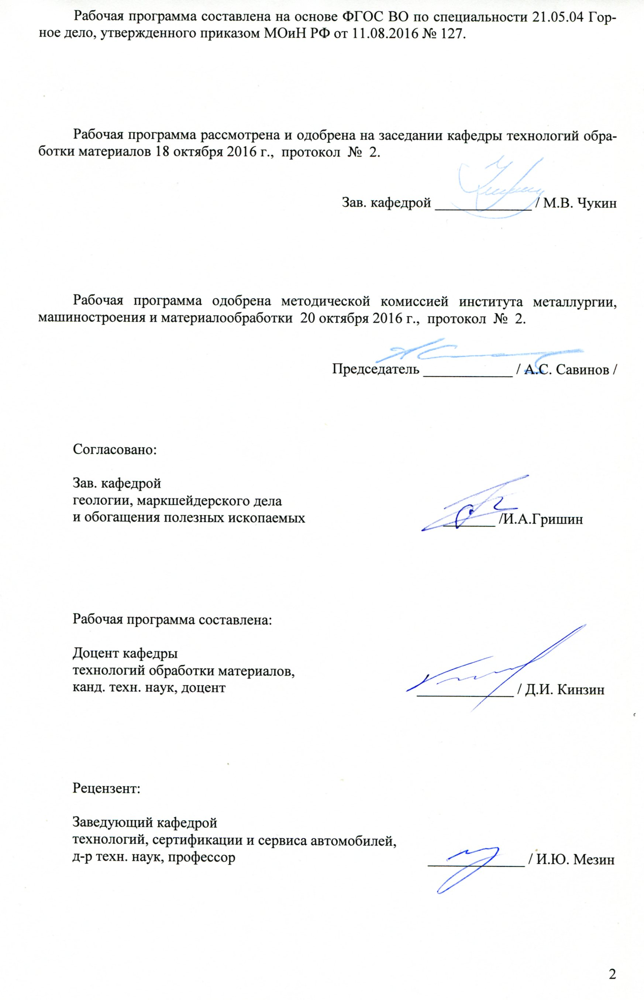 Рабочая программа составлена на основе ФГОС ВО по специальности 21.05.04 Гор-
ное дело, утвержденного приказом МОиН РФ от 11.08.2016 № 127.
Рабочая программа рассмотрена и одобрена на заседании кафедры технологий обра-
ботки материалов 18 октября 2016 г., протокол № 2.
Зав. кафедрой _____________ / М.В. Чукин
Рабочая программа одобрена методической комиссией института металлургии,
машиностроения и материалообработки 20 октября 2016 г., протокол № 2.
Председатель ____________ / А.С. Савинов /
Согласовано:
Зав. кафедрой
геологии, маркшейдерского дела
и обогащения полезных ископаемых _______ /И.А.Гришин
Рабочая программа составлена:
Доцент кафедры
технологий обработки материалов,
канд. техн. наук, доцент _____________ / Д.И. Кинзин
Рецензент:
Заведующий кафедрой
технологий, сертификации и сервиса автомобилей,
д-р техн. наук, профессор _____________ / И.Ю. Мезин
2